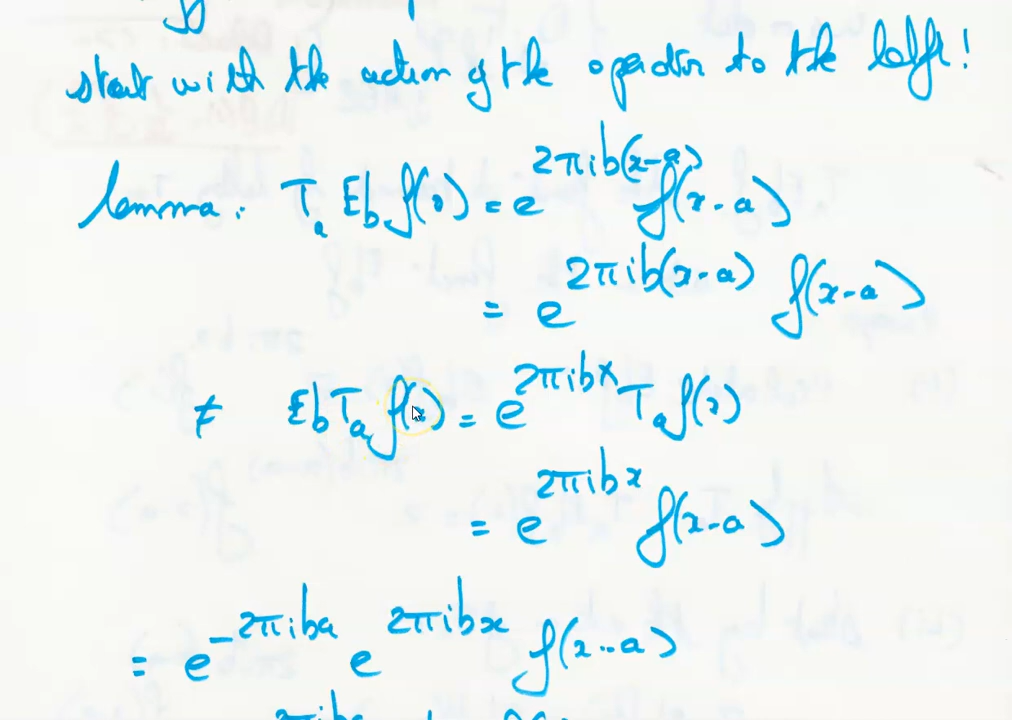 start with the action of the operator to the left!
lemma: T_a E_b f(x) = e^{2πib(x-a)} f(x-a)
= e^{2πib(x-a)} f(x-a)
≠ E_b T_a f(x) = e^{2πibx} T_a f(x)
= e^{2πibx} f(x-a)
= e^{-2πiba} e^{2πibx} f(x-a)